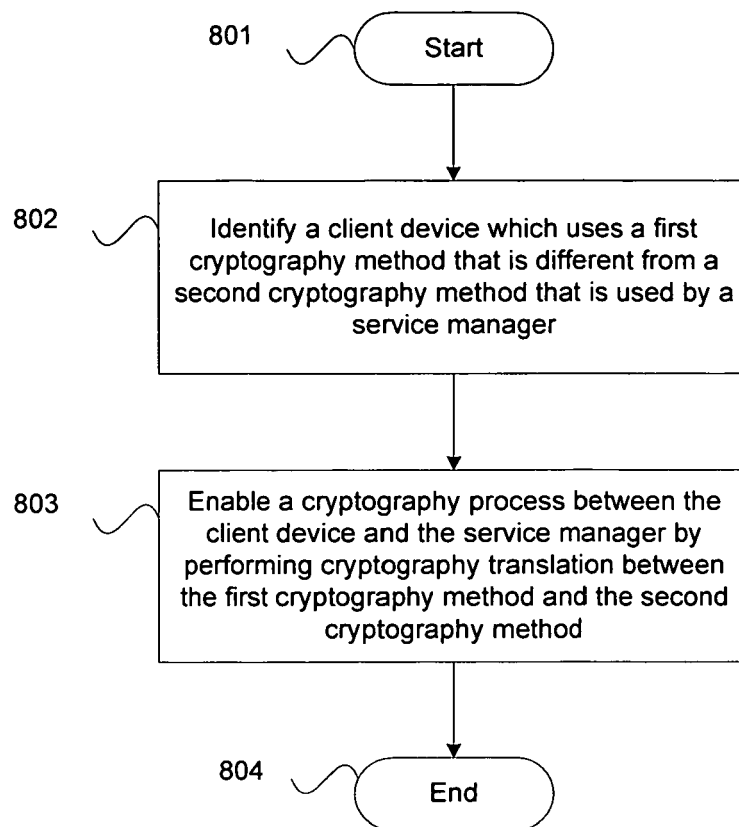 801
Start
802
Identify a client device which uses a first
cryptography method that is different from a
second cryptography method that is used by a
service manager
803
Enable a cryptography process between the
client device and the service manager by
performing cryptography translation between
the first cryptography method and the second
cryptography method
804
End